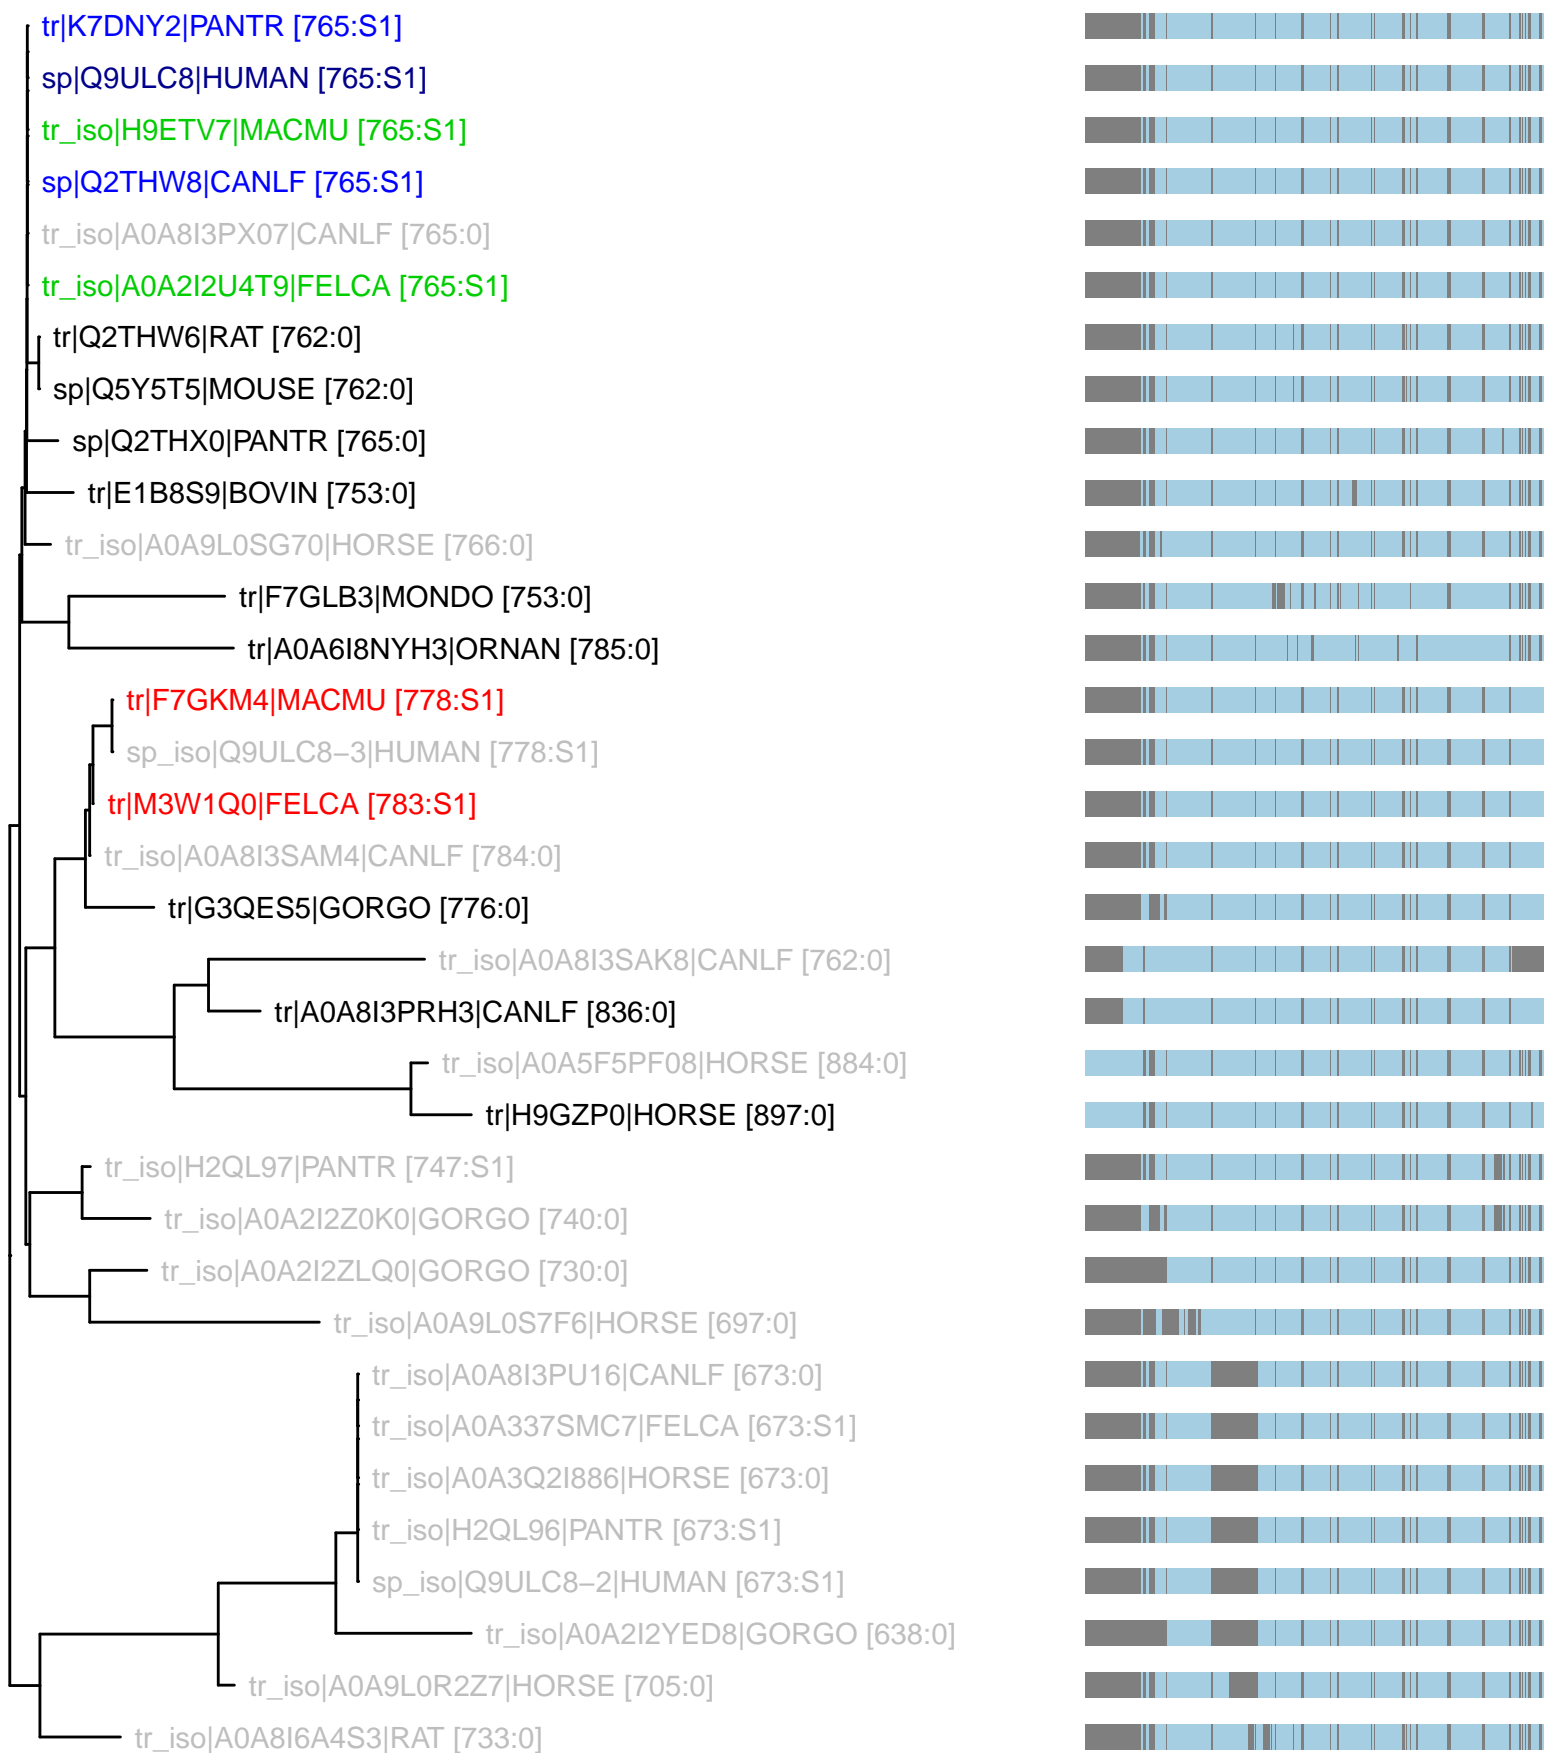 tr|K7DNY2|PANTR [765:S1]
sp|Q9ULC8|HUMAN [765:S1]
tr_iso|H9ETV7|MACMU [765:S1]
sp|Q2THW8|CANLF [765:S1]
tr_iso|A0A8I3PX07|CANLF [765:0]
tr_iso|A0A2I2U4T9|FELCA [765:S1]
tr|Q2THW6|RAT [762:0]
sp|Q5Y5T5|MOUSE [762:0]
sp|Q2THX0|PANTR [765:0]
tr|E1B8S9|BOVIN [753:0]
tr_iso|A0A9L0SG70|HORSE [766:0]
tr|F7GLB3|MONDO [753:0]
tr|A0A6I8NYH3|ORNAN [785:0]
tr|F7GKM4|MACMU [778:S1]
sp_iso|Q9ULC8−3|HUMAN [778:S1]
tr|M3W1Q0|FELCA [783:S1]
tr_iso|A0A8I3SAM4|CANLF [784:0]
tr|G3QES5|GORGO [776:0]
tr_iso|A0A8I3SAK8|CANLF [762:0]
tr|A0A8I3PRH3|CANLF [836:0]
tr_iso|A0A5F5PF08|HORSE [884:0]
tr|H9GZP0|HORSE [897:0]
tr_iso|H2QL97|PANTR [747:S1]
tr_iso|A0A2I2Z0K0|GORGO [740:0]
tr_iso|A0A2I2ZLQ0|GORGO [730:0]
tr_iso|A0A9L0S7F6|HORSE [697:0]
tr_iso|A0A8I3PU16|CANLF [673:0]
tr_iso|A0A337SMC7|FELCA [673:S1]
tr_iso|A0A3Q2I886|HORSE [673:0]
tr_iso|H2QL96|PANTR [673:S1]
sp_iso|Q9ULC8−2|HUMAN [673:S1]
tr_iso|A0A2I2YED8|GORGO [638:0]
tr_iso|A0A9L0R2Z7|HORSE [705:0]
tr_iso|A0A8I6A4S3|RAT [733:0]